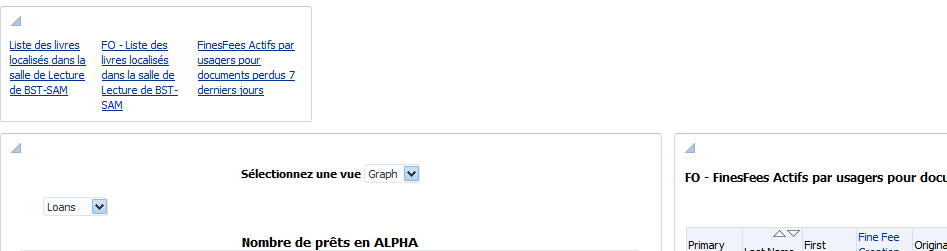 Liste des livres
localisés dans la
salle de Lecture
de BST-SAM
FO - Liste des
livres localisés
dans la salle de
Lecture de BST-
SAM
FinesFees Actifs par
usagers pour
documents perdus 7
derniers jours
Sélectionnez une vue Graph
Loans
Nombre de prêts en ALPHA
FO - FinesFees Actifs par usagers pour docu
Primary
Last Name
First
Fine Fee
Creation
Origina